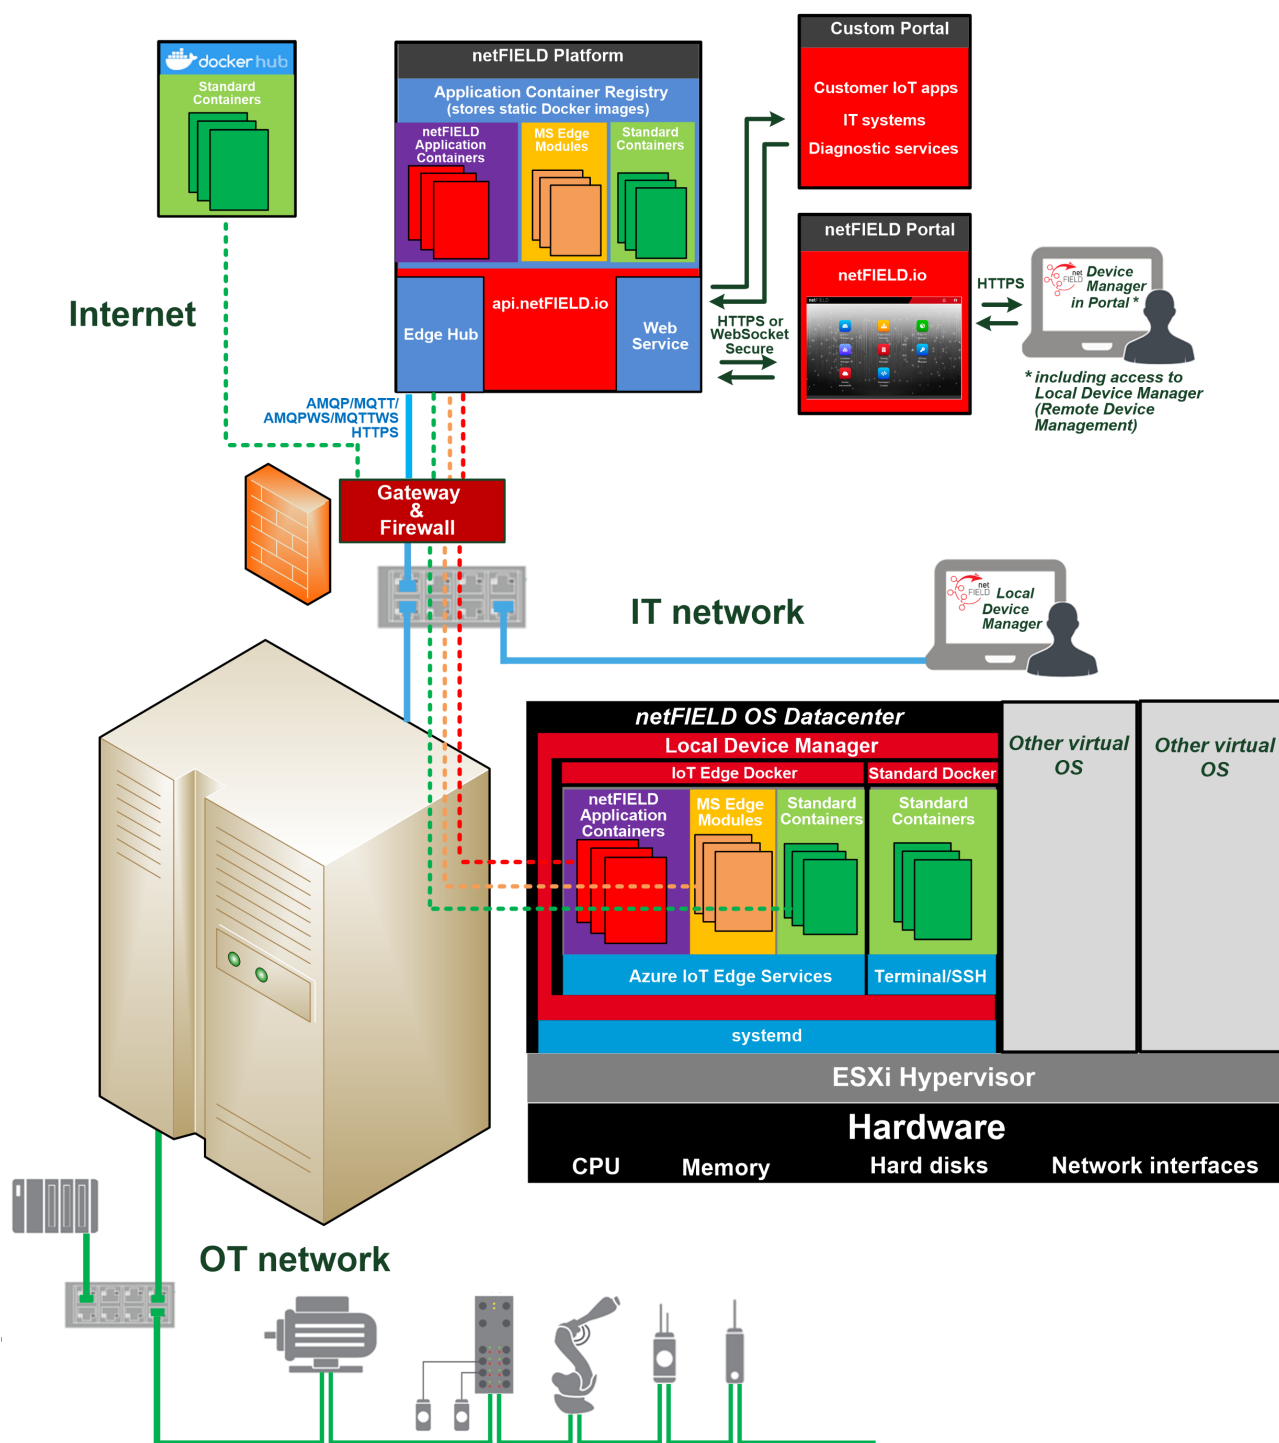 docker hub
Standard
Containers
netFIELD Platform
Application Container Registry
(stores static Docker images)
netFIELD
Application
Containers
MS Edge
Modules
Standard
Containers
Edge Hub
api.netFIELD.io
Web
Service
Custom Portal
Customer IoT apps
IT systems
Diagnostic services
netFIELD Portal
netFIELD.io
HTTPS or
WebSocket
Secure
HTTPS
net
FIELD
Device
Manager
in Portal *
* including access to
Local Device Manager
(Remote Device
Management)
Internet
AMQP/MQTT/
AMQPWS/MQTTWS
HTTPS
Gateway
&
Firewall
IT network
net
FIELD
Local
Device
Manager
netFIELD OS Datacenter
Local Device Manager
IoT Edge Docker
Standard Docker
netFIELD
Application
Containers
MS Edge
Modules
Standard
Containers
Standard
Containers
Azure IoT Edge Services
Terminal/SSH
systemd
Other virtual
OS
Other virtual
OS
ESXi Hypervisor
Hardware
CPU
Memory
Hard disks
Network interfaces
OT network